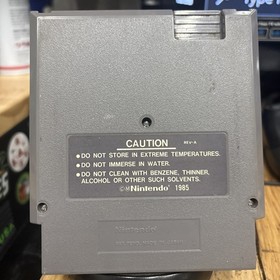 Type
CAUTION
REV-A
• DO NOT STORE IN EXTREME TEMPERATURES.
• DO NOT IMMERSE IN WATER.
• DO NOT CLEAN WITH BENZENE, THINNER,
ALCOHOL OR OTHER SUCH SOLVENTS.
©M Nintendo® 1985